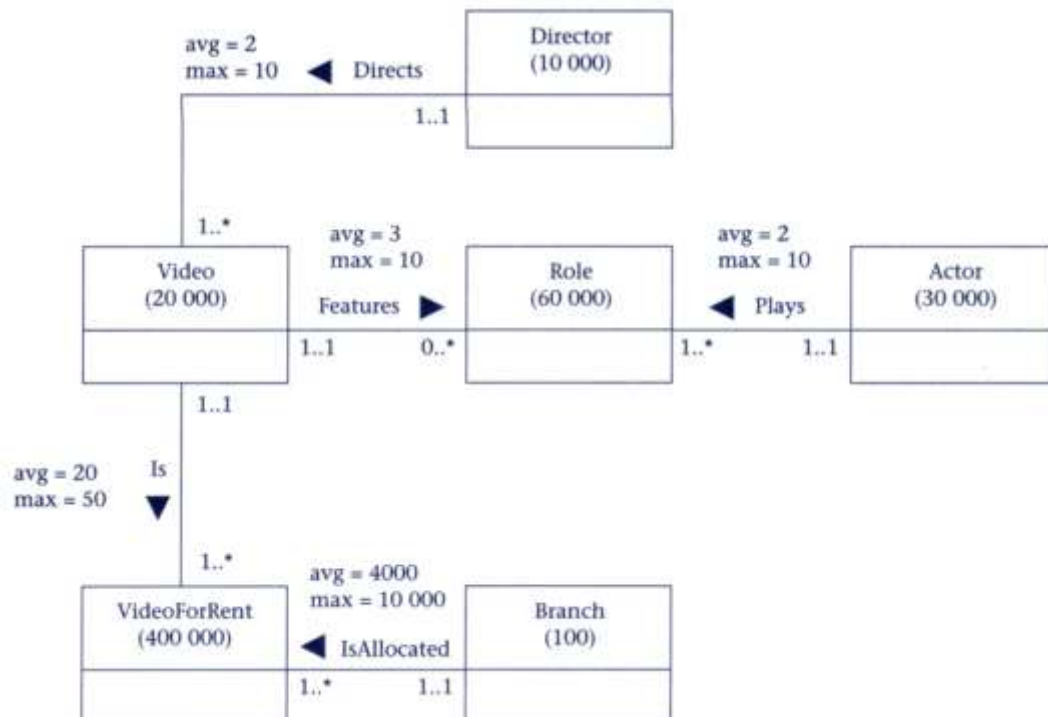 avg = 2
max = 10
Directs
Director
(10 000)
1..1
1..*
Video
(20 000)
avg = 3
max = 10
Features
1..1
0..*
Role
(60 000)
avg = 2
max = 10
Plays
1..*
1..1
Actor
(30 000)
1..1
avg = 20
max = 50
Is
1..*
VideoForRent
(400 000)
avg = 4000
max = 10 000
IsAllocated
1..*
1..1
Branch
(100)